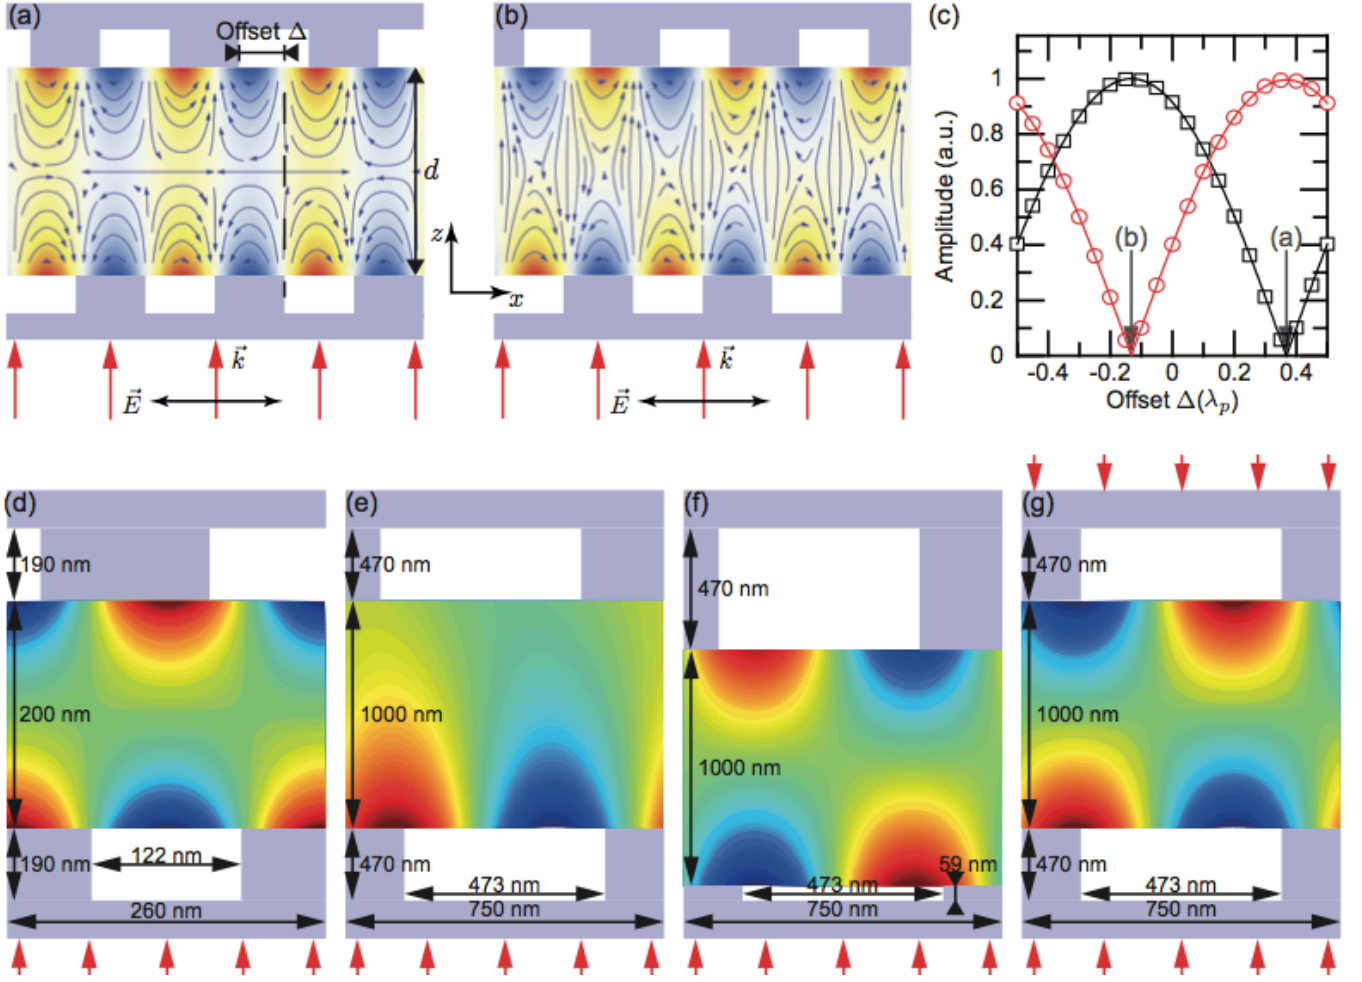 (a)
Offset Δ
d
z
x
k⃗
E⃗
(b)
k⃗
E⃗
(c)
Amplitude (a.u.)
1
0.8
0.6
0.4
0.2
0
(b)
(a)
-0.4
-0.2
0
0.2
0.4
Offset Δ(λp)
(d)
190 nm
200 nm
190 nm
122 nm
260 nm
(e)
470 nm
1000 nm
470 nm
473 nm
750 nm
(f)
470 nm
1000 nm
59 nm
473 nm
750 nm
(g)
470 nm
1000 nm
470 nm
473 nm
750 nm